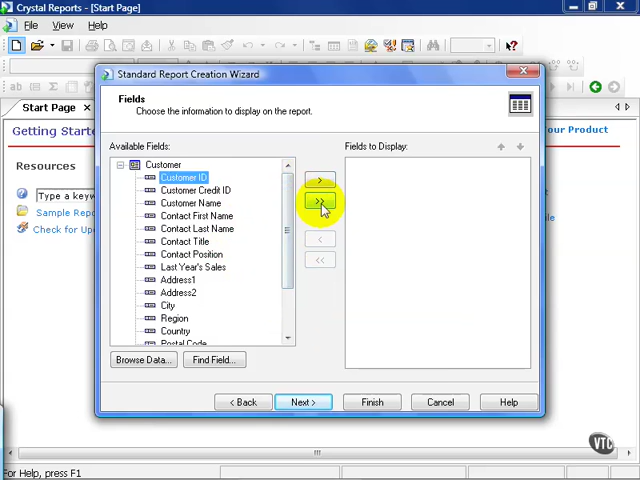 Crystal Reports - [Start Page]
File View Help
ab
Start Page
Getting Starte
our Product
Resources
Type a keyw
Sample Repo
Check for Up
Standard Report Creation Wizard
Fields
Choose the information to display on the report.
Available Fields:
Fields to Display:
Customer
Customer ID
Customer Credit ID
Customer Name
Contact First Name
Contact Last Name
Contact Title
Contact Position
Last Year's Sales
Address1
Address2
City
Region
Country
Postal Code
>
>>
<
<<
Browse Data...
Find Field...
< Back
Next >
Finish
Cancel
Help
VTC
For Help, press F1